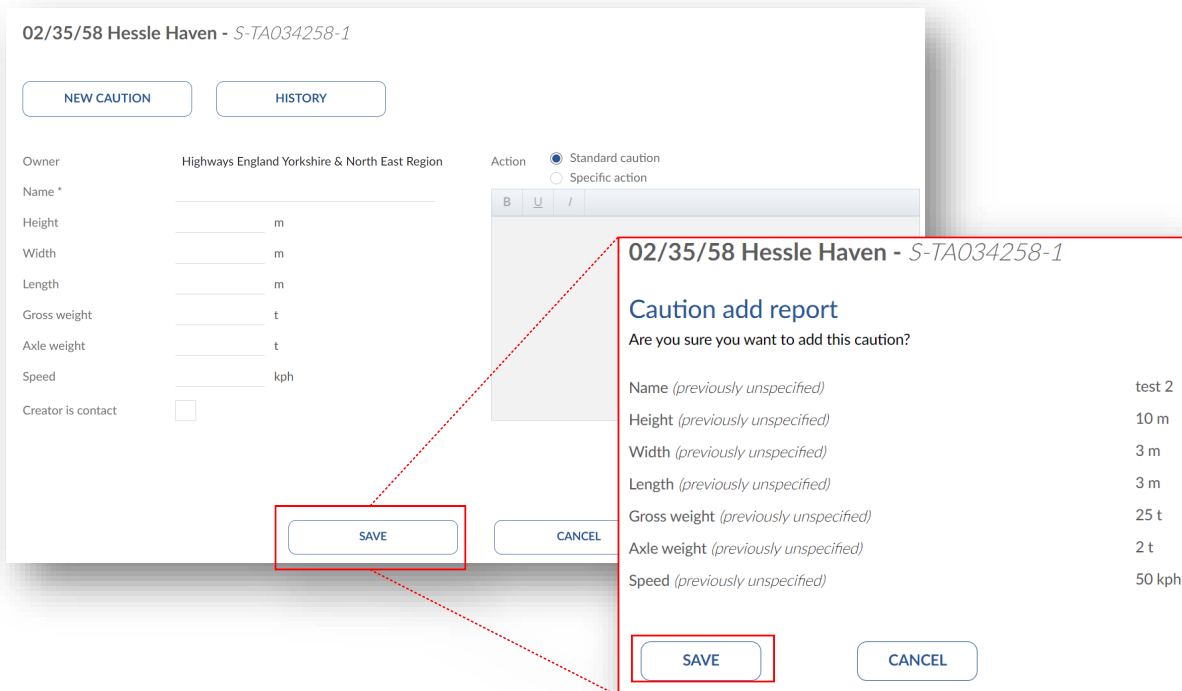 02/35/58 Hessle Haven - S-TA034258-1
NEW CAUTION
HISTORY
Owner
Highways England Yorkshire & North East Region
Name *
Height
m
Width
m
Length
m
Gross weight
t
Axle weight
t
Speed
kph
Creator is contact
Action
Standard caution
Specific action
B U I
SAVE
CANCEL
02/35/58 Hessle Haven - S-TA034258-1
Caution add report
Are you sure you want to add this caution?
Name (previously unspecified) test 2
Height (previously unspecified) 10 m
Width (previously unspecified) 3 m
Length (previously unspecified) 3 m
Gross weight (previously unspecified) 25 t
Axle weight (previously unspecified) 2 t
Speed (previously unspecified) 50 kph
SAVE
CANCEL